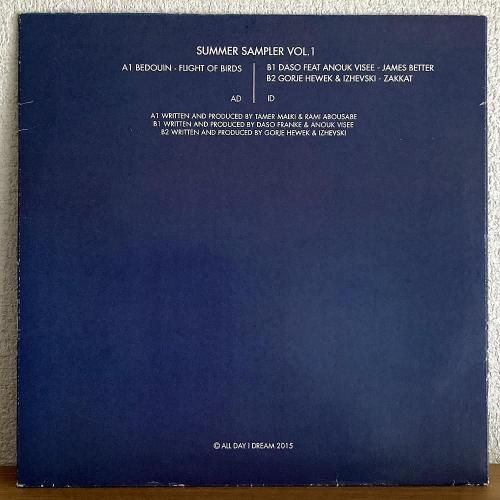 SUMMER SAMPLER VOL.1
A1 BEDOUIN - FLIGHT OF BIRDS
B1 DASO FEAT ANOUK VISEE - JAMES BETTER
B2 GORJE HEWEK & IZHEVSKI - ZAKKAT
AD ID
A1 WRITTEN AND PRODUCED BY TAMER MALKI & RAMI ABOUSABE
B1 WRITTEN AND PRODUCED BY DASO FRANKE & ANOUK VISEE
B2 WRITTEN AND PRODUCED BY GORJE HEWEK & IZHEVSKI
© ALL DAY I DREAM 2015